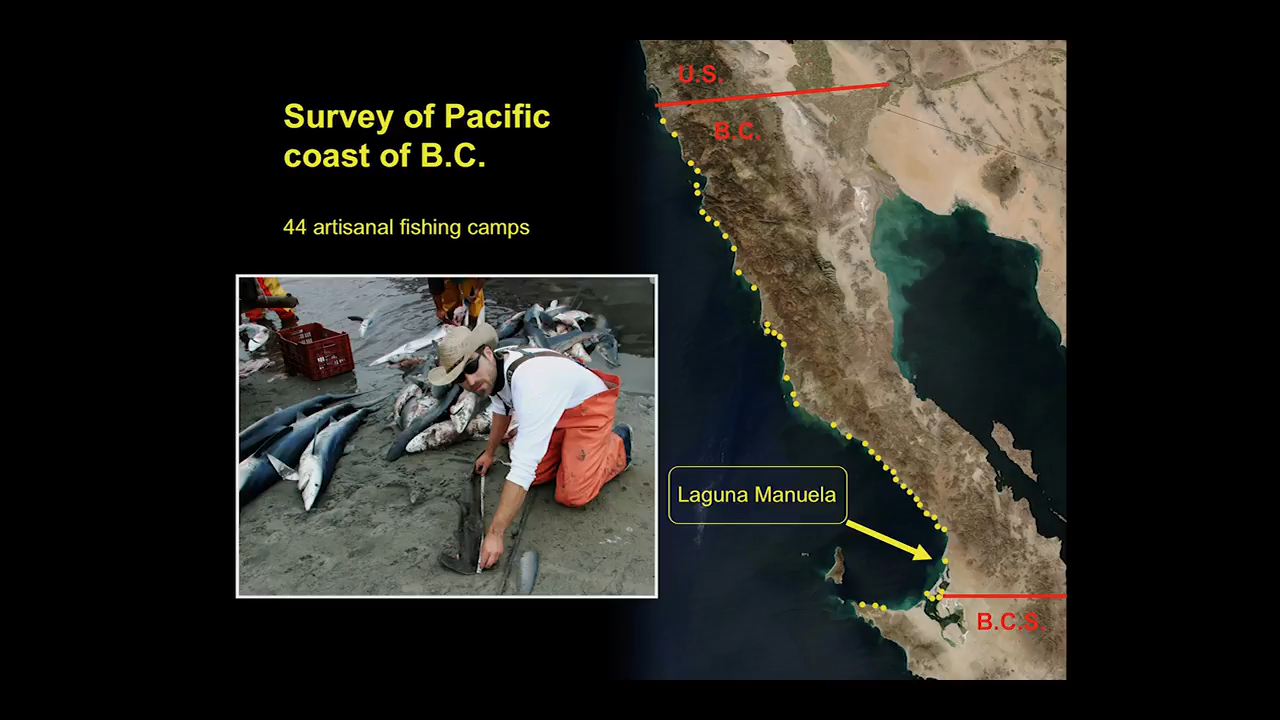 Survey of Pacific
coast of B.C.
44 artisanal fishing camps
U.S.
B.C.
Laguna Manuela
B.C.S.